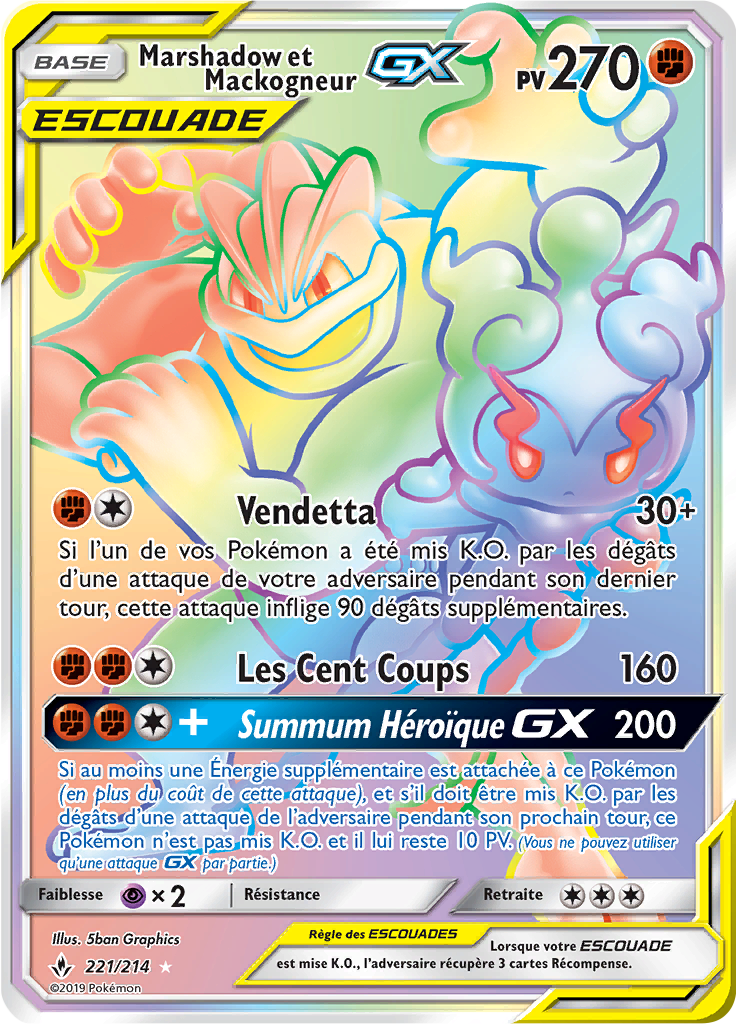 BASE
Marshadow et
Mackogneur GX
PV 270
ESCOUADE
Vendetta 30+
Si l'un de vos Pokémon a été mis K.O. par les dégâts
d'une attaque de votre adversaire pendant son dernier
tour, cette attaque inflige 90 dégâts supplémentaires.
Les Cent Coups 160
+ Summum Héroïque GX 200
Si au moins une Énergie supplémentaire est attachée à ce Pokémon
(en plus du coût de cette attaque), et s'il doit être mis K.O. par les
dégâts d'une attaque de l'adversaire pendant son prochain tour, ce
Pokémon n'est pas mis K.O. et il lui reste 10 PV. (Vous ne pouvez utiliser
qu'une attaque GX par partie.)
Faiblesse ×2 Résistance Retraite
Illus. 5ban Graphics
221/214
©2019 Pokémon
Règle des ESCOUADES
Lorsque votre ESCOUADE
est mise K.O., l'adversaire récupère 3 cartes Récompense.